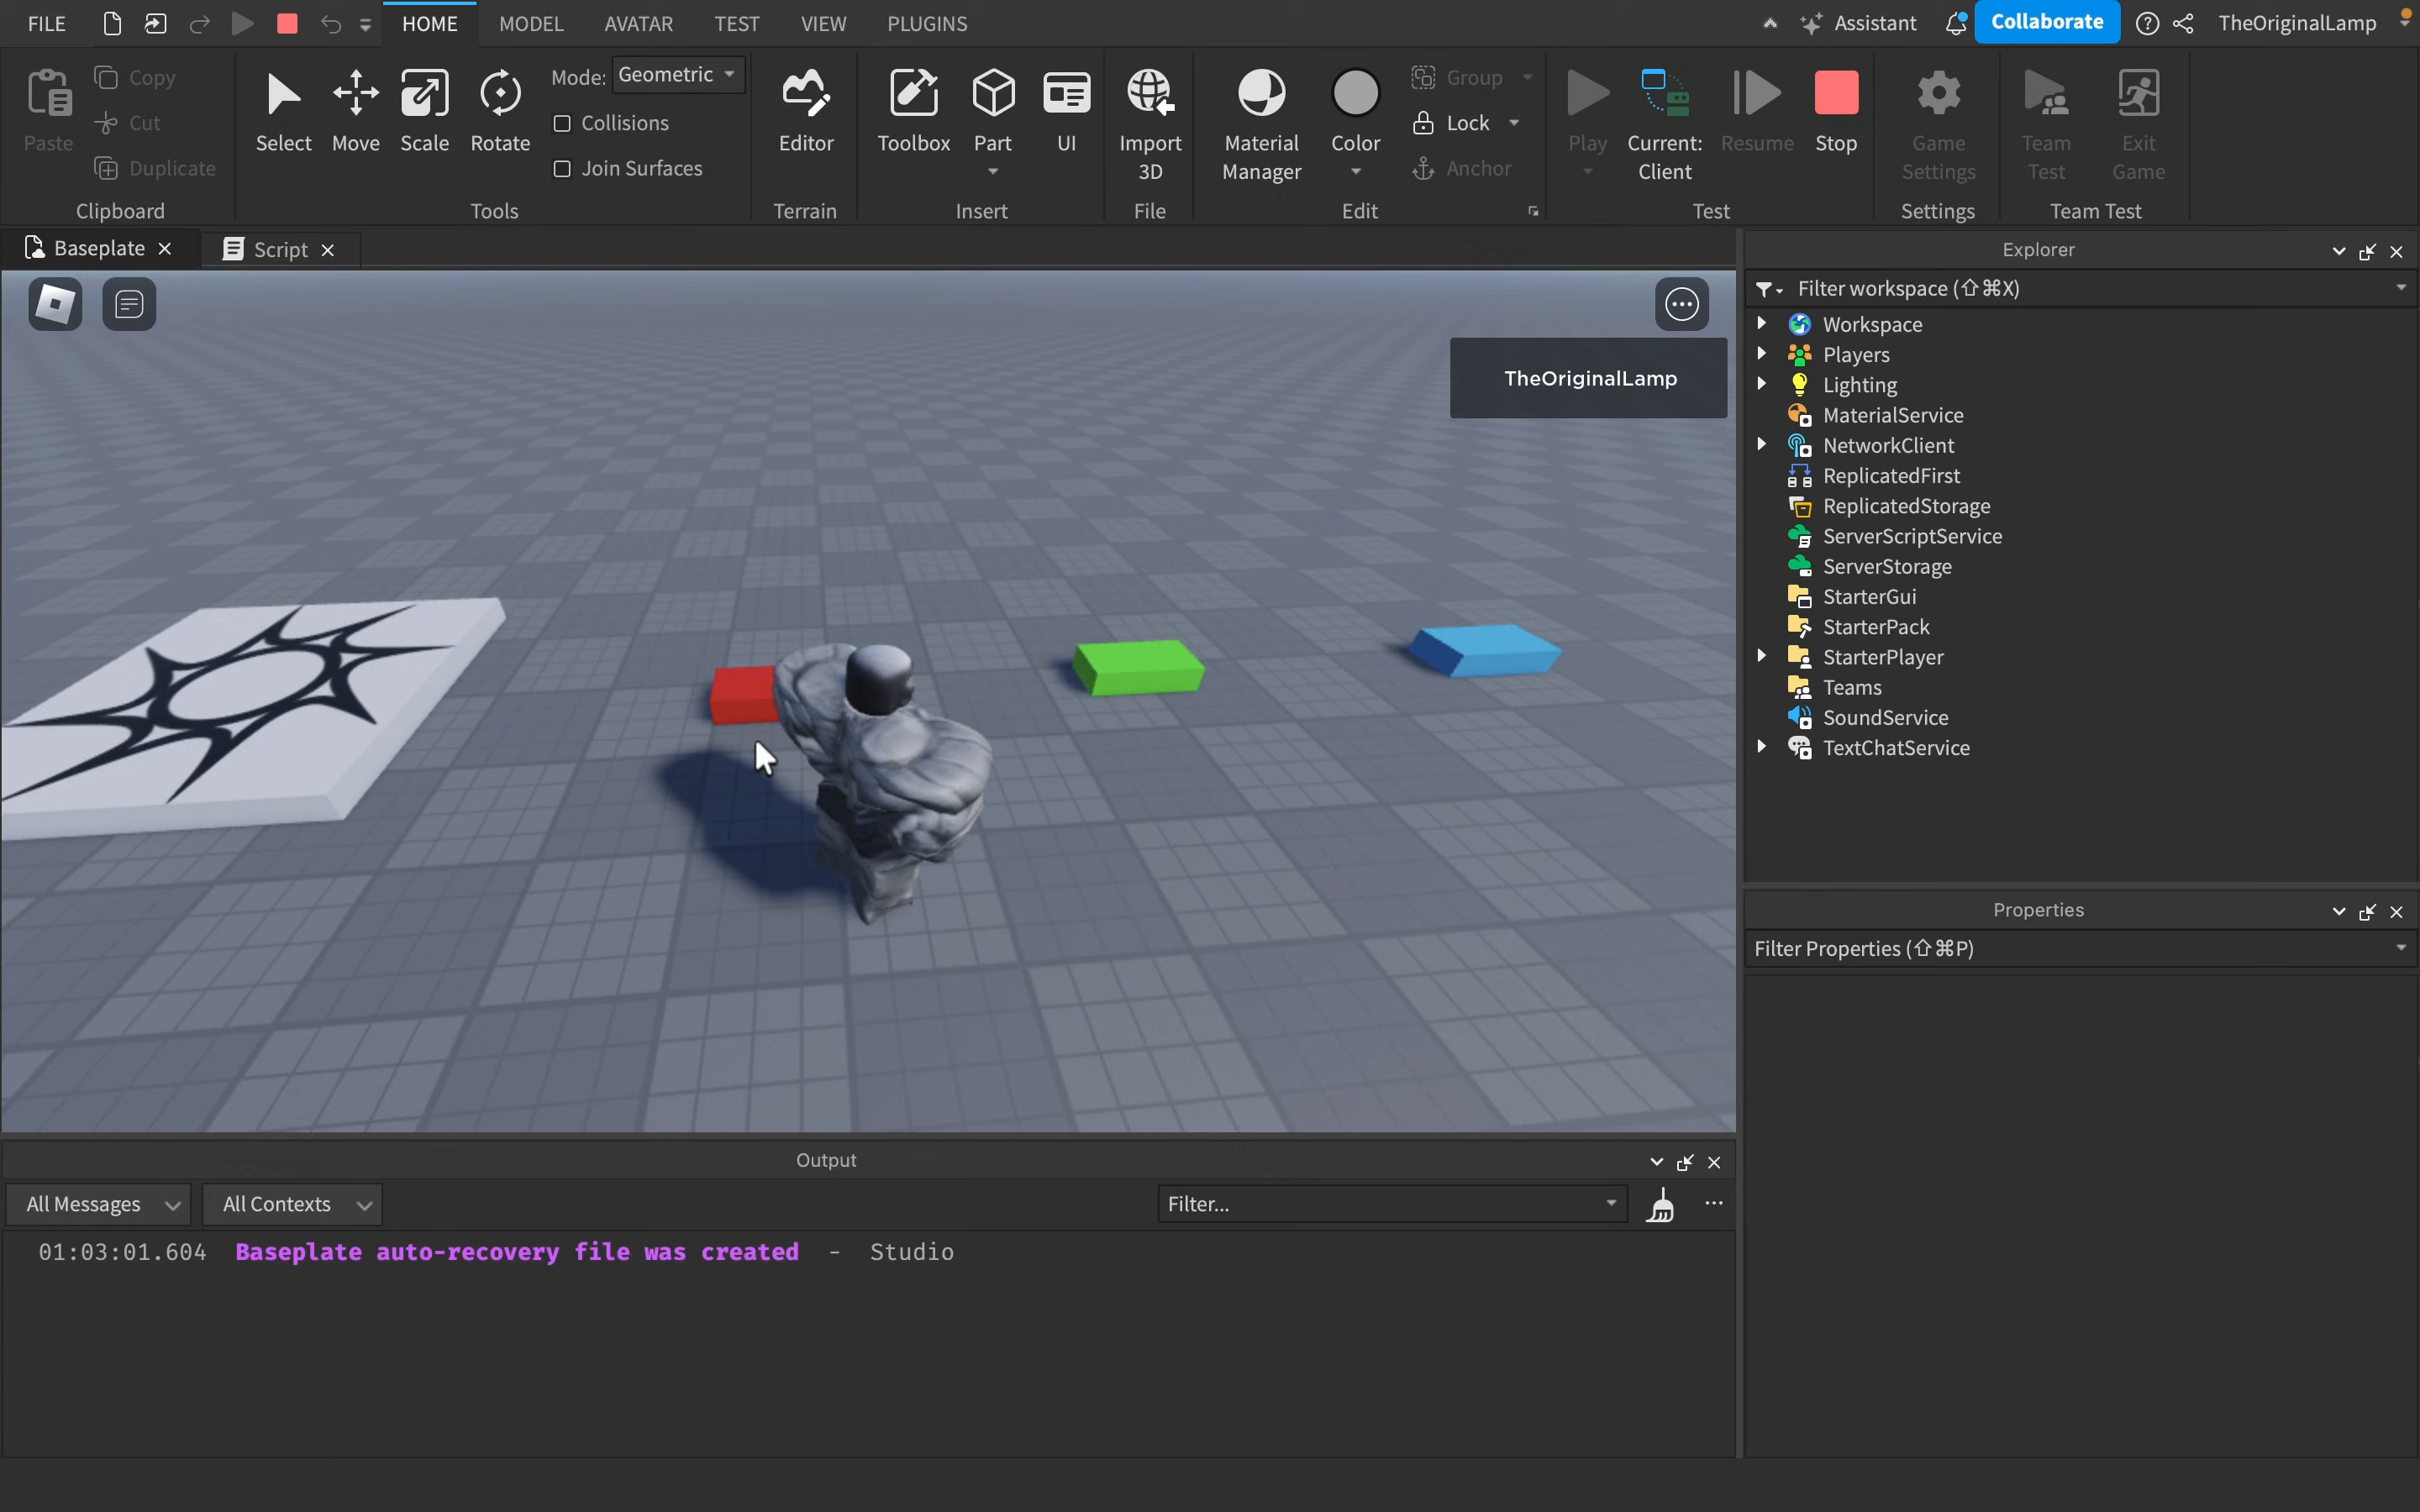 FILE
HOME
MODEL
AVATAR
TEST
VIEW
PLUGINS
Assistant
Collaborate
TheOriginalLamp
Paste
Copy
Cut
Duplicate
Clipboard
Select
Move
Scale
Rotate
Mode: Geometric
Collisions
Join Surfaces
Tools
Editor
Terrain
Toolbox
Part
UI
Insert
Import
3D
File
Material
Manager
Color
Group
Lock
Anchor
Edit
Play
Current:
Client
Resume
Stop
Test
Game
Settings
Settings
Team
Test
Exit
Game
Team Test
Baseplate
Script
TheOriginalLamp
Explorer
Filter workspace (⇧⌘X)
Workspace
Players
Lighting
MaterialService
NetworkClient
ReplicatedFirst
ReplicatedStorage
ServerScriptService
ServerStorage
StarterGui
StarterPack
StarterPlayer
Teams
SoundService
TextChatService
Properties
Filter Properties (⇧⌘P)
Output
All Messages
All Contexts
Filter...
01:03:01.604 Baseplate auto-recovery file was created - Studio